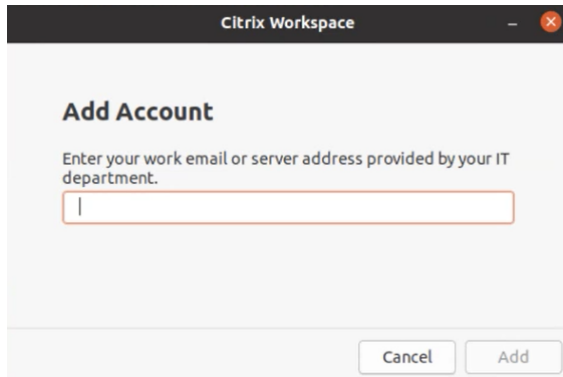 Citrix Workspace
Add Account
Enter your work email or server address provided by your IT
department.
Cancel
Add